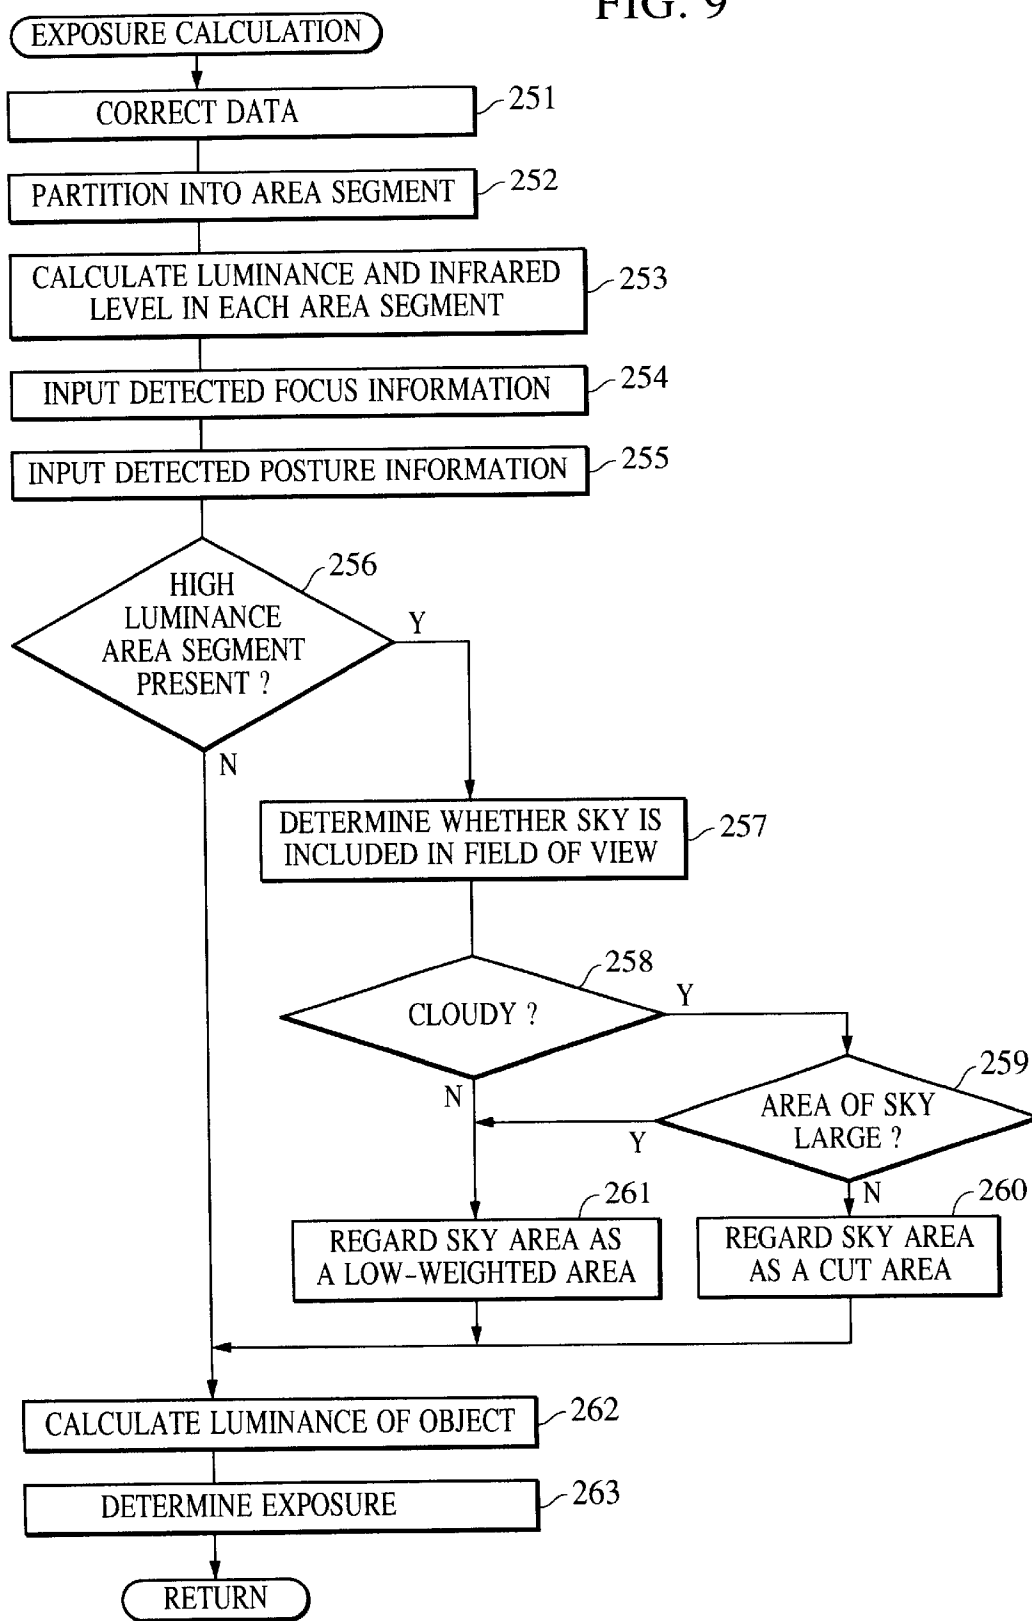 FIG. 9
EXPOSURE CALCULATION
CORRECT DATA
251
PARTITION INTO AREA SEGMENT
252
CALCULATE LUMINANCE AND INFRARED
LEVEL IN EACH AREA SEGMENT
253
INPUT DETECTED FOCUS INFORMATION
254
INPUT DETECTED POSTURE INFORMATION
255
256
HIGH
LUMINANCE
AREA SEGMENT
PRESENT ?
Y
N
DETERMINE WHETHER SKY IS
INCLUDED IN FIELD OF VIEW
257
258
CLOUDY ?
Y
N
259
AREA OF SKY
LARGE ?
Y
N
261
REGARD SKY AREA AS
A LOW-WEIGHTED AREA
260
REGARD SKY AREA
AS A CUT AREA
CALCULATE LUMINANCE OF OBJECT
262
DETERMINE EXPOSURE
263
RETURN